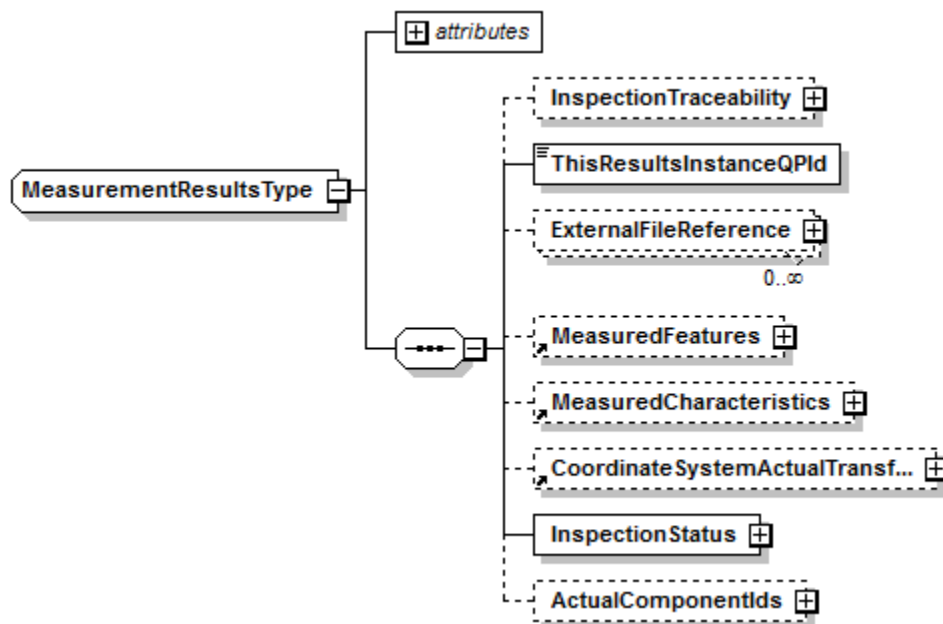 attributes
InspectionTraceability
ThisResultsInstanceQPId
MeasurementResultsType
ExternalFileReference
0..∞
MeasuredFeatures
MeasuredCharacteristics
CoordinateSystemActualTransf...
InspectionStatus
ActualComponentIds